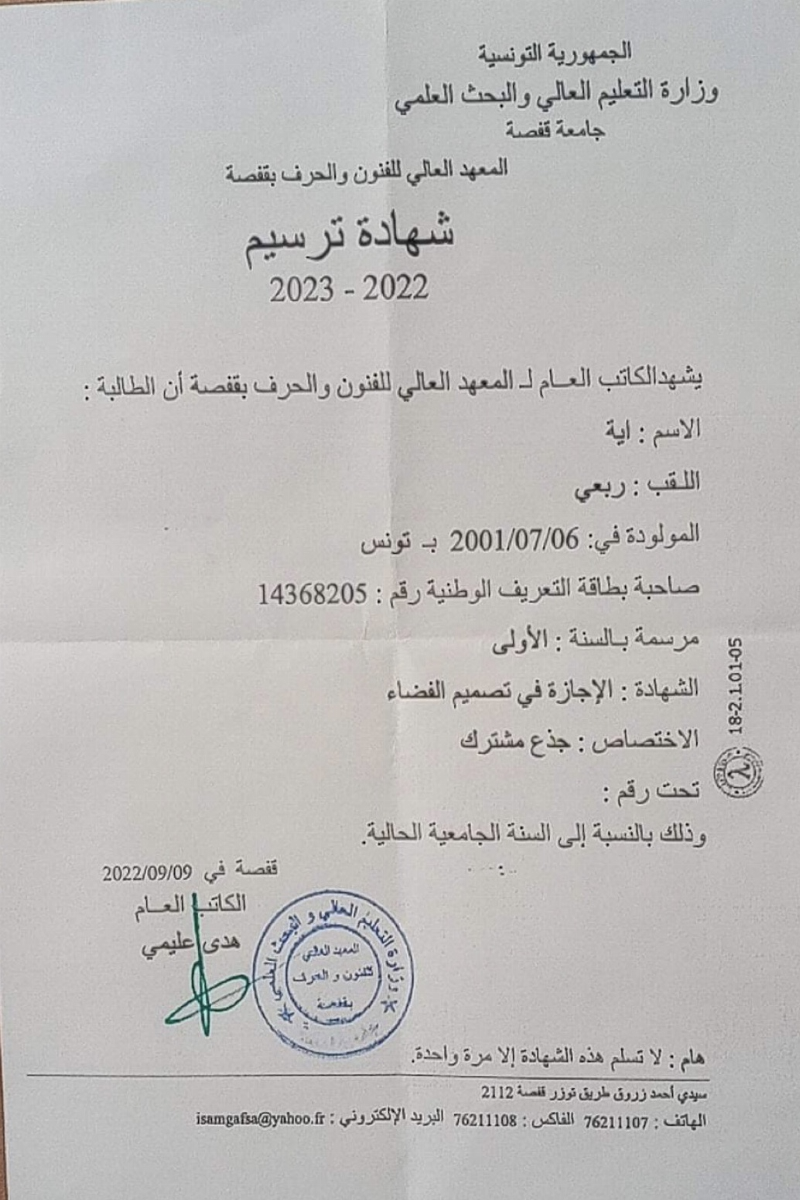 الجمهورية التونسية
وزارة التعليم العالي والبحث العلمي
جامعة قفصة
المعهد العالي للفنون والحرف بقفصة
شهادة ترسيم
2022 - 2023
يشهدالكاتب العـام لـ المعهد العالي للفنون والحرف بقفصة أن الطالبة :
الاسم : اية
اللـقب : ربعي
المولودة في: 2001/07/06 بـ تونس
صاحبة بطاقة التعريف الوطنية رقم : 14368205
مرسمة بـالسنة : الأولى
الشهادة : الإجازة في تصميم الفضاء
الاختصاص : جذع مشترك
تحت رقم :
وذلك بالنسبة إلى السنة الجامعية الحالية.
18-2.1.01-05
قفصة في 2022/09/09
الكاتب العـام
هدى عليمي
وزارة التعليم العالي و البحث العلمي
المعهد العالي
للفنون و الحرف
بقفصة
هام : لا تسلم هذه الشهادة إلا مرة واحدة.
سيدي أحمد زروق طريق توزر قفصة 2112
الهاتف : 76211107 الفاكس : 76211108 البريد الإلكتروني : isamgafsa@yahoo.fr